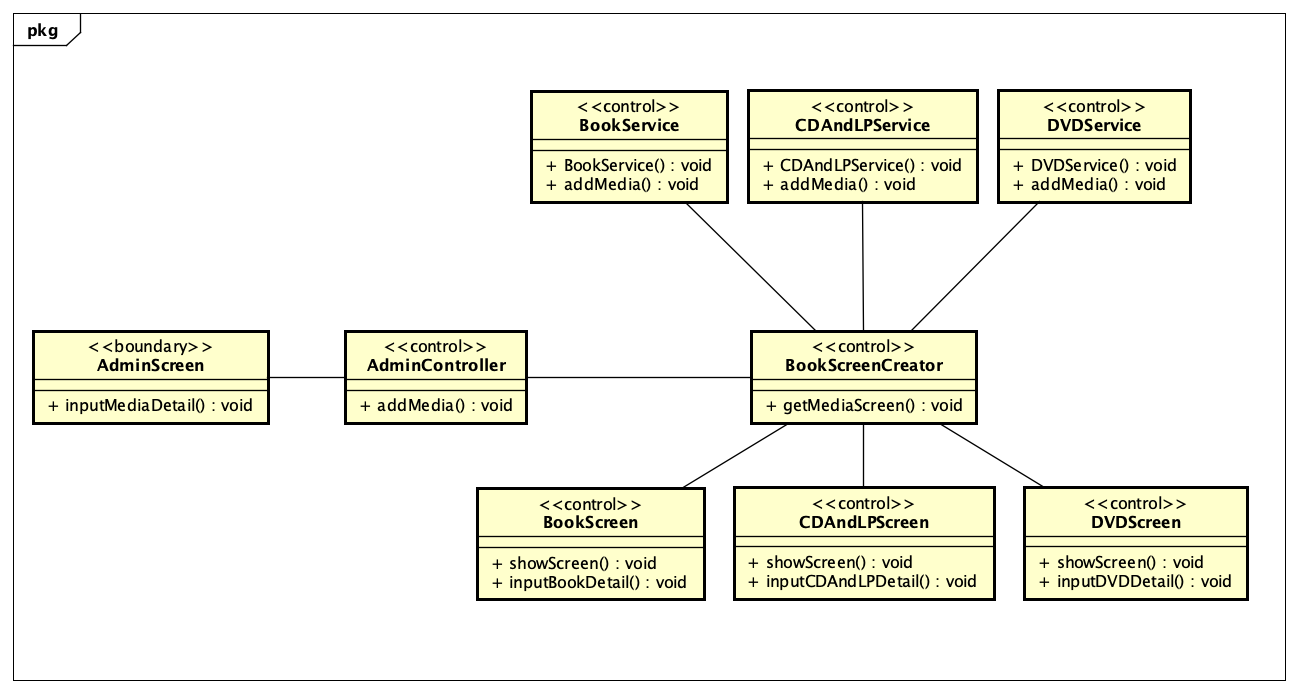 pkg
<<control>>
BookService
+ BookService() : void
+ addMedia() : void
<<control>>
CDAndLPService
+ CDAndLPService() : void
+ addMedia() : void
<<control>>
DVDService
+ DVDService() : void
+ addMedia() : void
<<boundary>>
AdminScreen
+ inputMediaDetail() : void
<<control>>
AdminController
+ addMedia() : void
<<control>>
BookScreenCreator
+ getMediaScreen() : void
<<control>>
BookScreen
+ showScreen() : void
+ inputBookDetail() : void
<<control>>
CDAndLPScreen
+ showScreen() : void
+ inputCDAndLPDetail() : void
<<control>>
DVDScreen
+ showScreen() : void
+ inputDVDDetail() : void